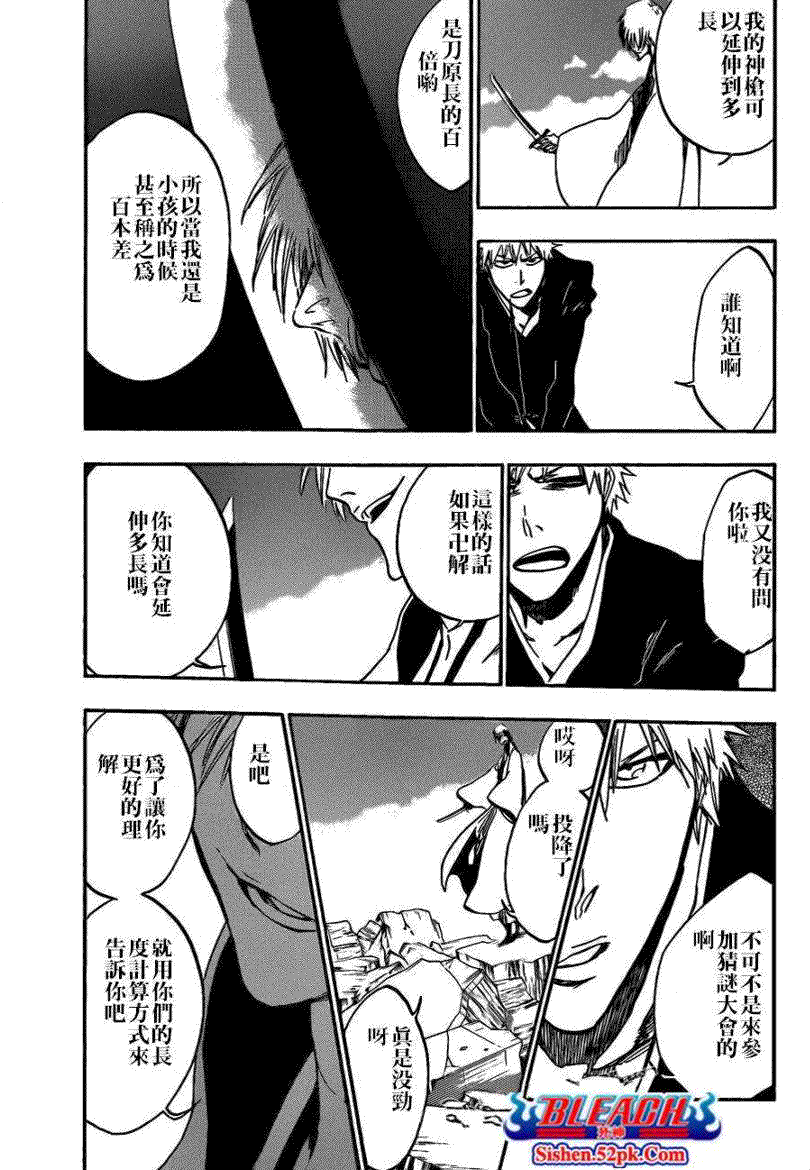 我的神槍可
以延伸到多
長
誰知道啊
是刀原長的百
倍喲
所以當我還是
小孩的時候
甚至稱之爲
百本差
我又没有問
你啦
這樣的話
如果卍解
你知道會延
伸多長嗎
不可不是來參
加猜謎大會的
啊
哎呀
投降了
嗎
真是没勁
呀
是吧
爲了讓你
更好的理
解
就用你們的長
度計算方式來
告訴你吧
BLEACH
Sishen.52pk.Com